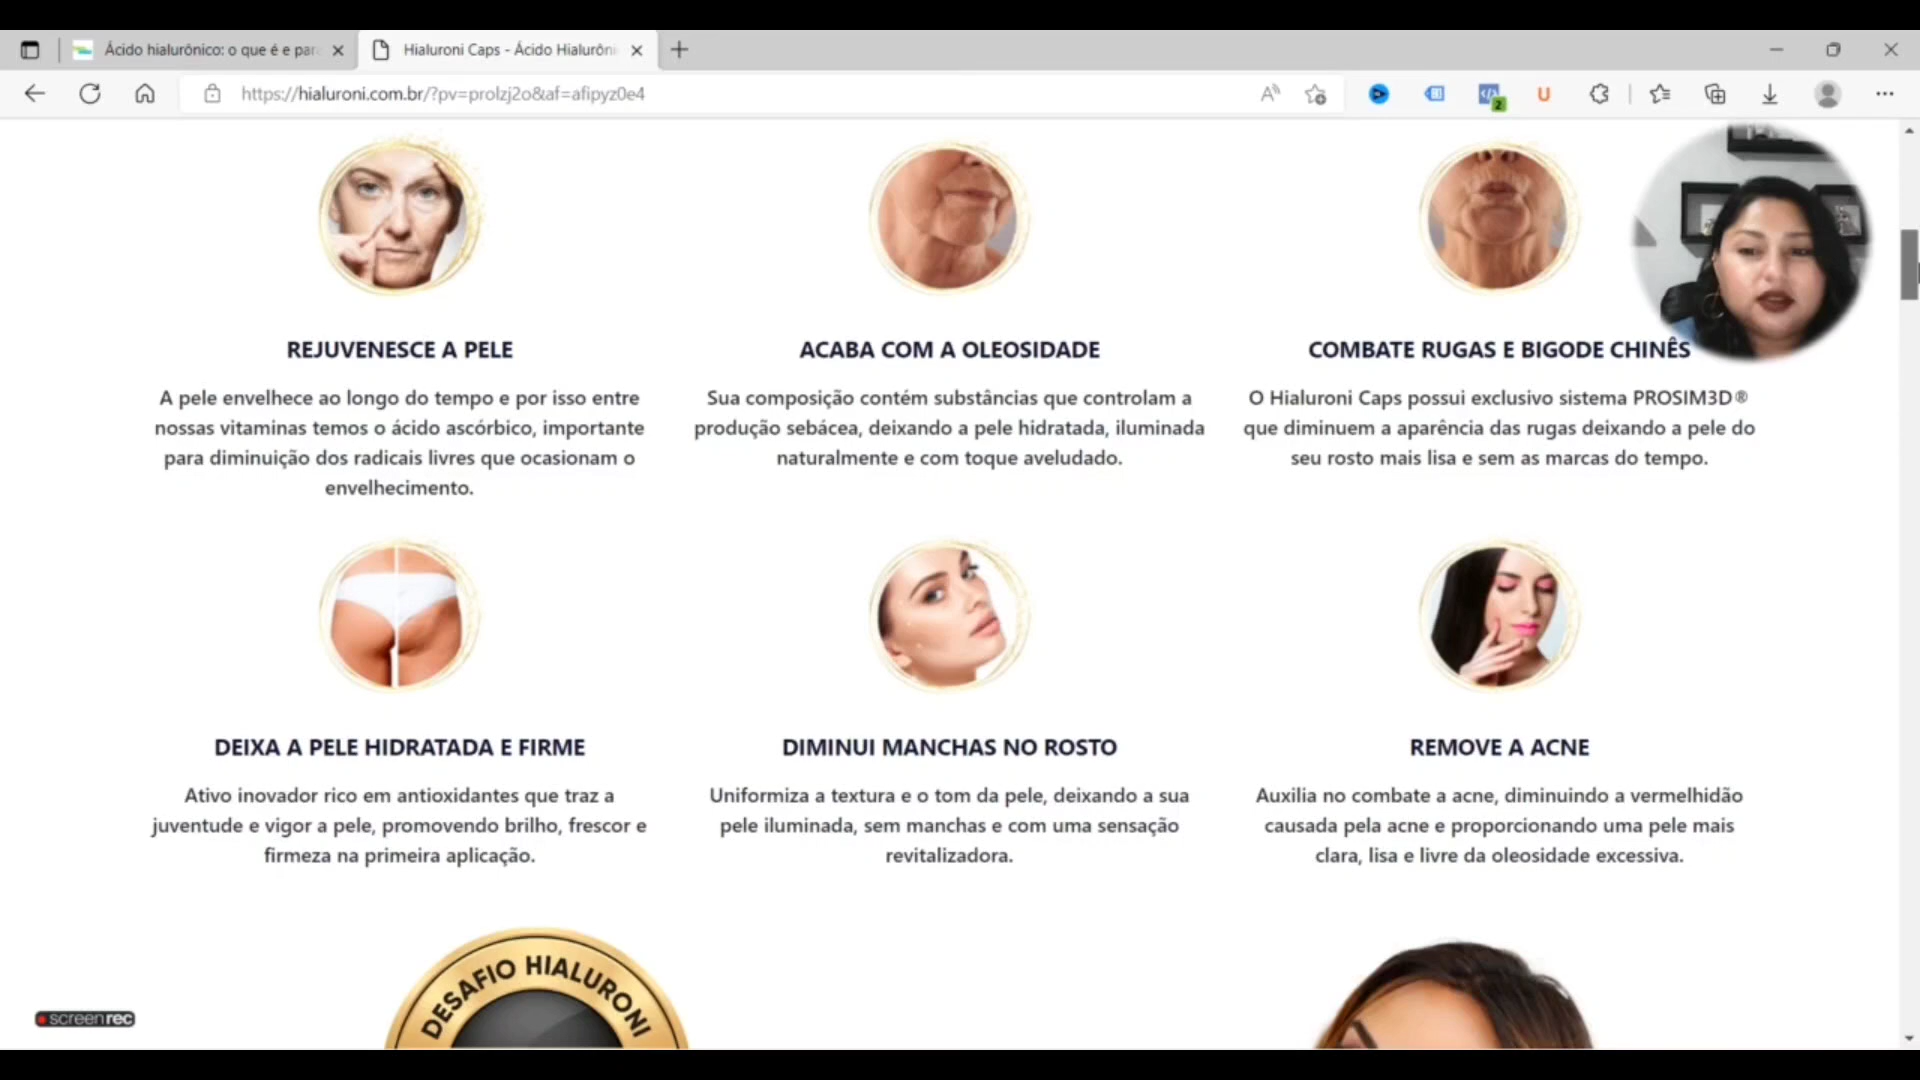 Ácido hialurônico: o que é e par
Hialuroni Caps - Ácido Hialurôni
https://hialuroni.com.br/?pv=prolzj2o&af=afipyz0e4
2
U
REJUVENESCE A PELE
A pele envelhece ao longo do tempo e por isso entre
nossas vitaminas temos o ácido ascórbico, importante
para diminuição dos radicais livres que ocasionam o
envelhecimento.
ACABA COM A OLEOSIDADE
Sua composição contém substâncias que controlam a
produção sebácea, deixando a pele hidratada, iluminada
naturalmente e com toque aveludado.
COMBATE RUGAS E BIGODE CHINÊS
O Hialuroni Caps possui exclusivo sistema PROSIM3D®
que diminuem a aparência das rugas deixando a pele do
seu rosto mais lisa e sem as marcas do tempo.
DEIXA A PELE HIDRATADA E FIRME
Ativo inovador rico em antioxidantes que traz a
juventude e vigor a pele, promovendo brilho, frescor e
firmeza na primeira aplicação.
DIMINUI MANCHAS NO ROSTO
Uniformiza a textura e o tom da pele, deixando a sua
pele iluminada, sem manchas e com uma sensação
revitalizadora.
REMOVE A ACNE
Auxilia no combate a acne, diminuindo a vermelhidão
causada pela acne e proporcionando uma pele mais
clara, lisa e livre da oleosidade excessiva.
DESAFIO HIALURONI
screenrec